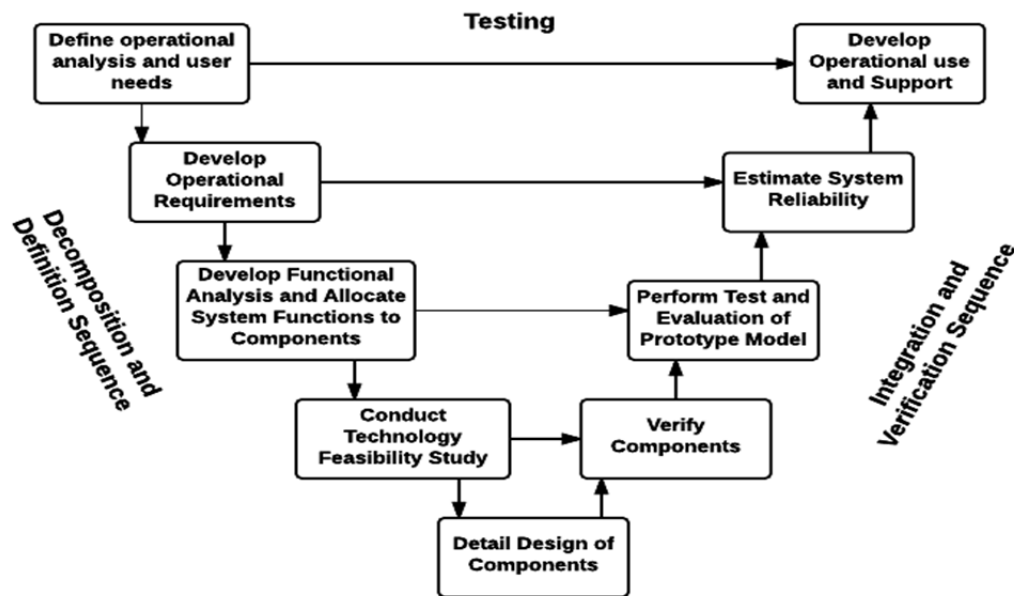 Testing
Define operational
analysis and user
needs
Develop
Operational use
and Support
Develop
Operational
Requirements
Estimate System
Reliability
Decomposition and
Definition Sequence
Develop Functional
Analysis and Allocate
System Functions to
Components
Perform Test and
Evaluation of
Prototype Model
Integration and
Verification Sequence
Conduct
Technology
Feasibility Study
Verify
Components
Detail Design of
Components